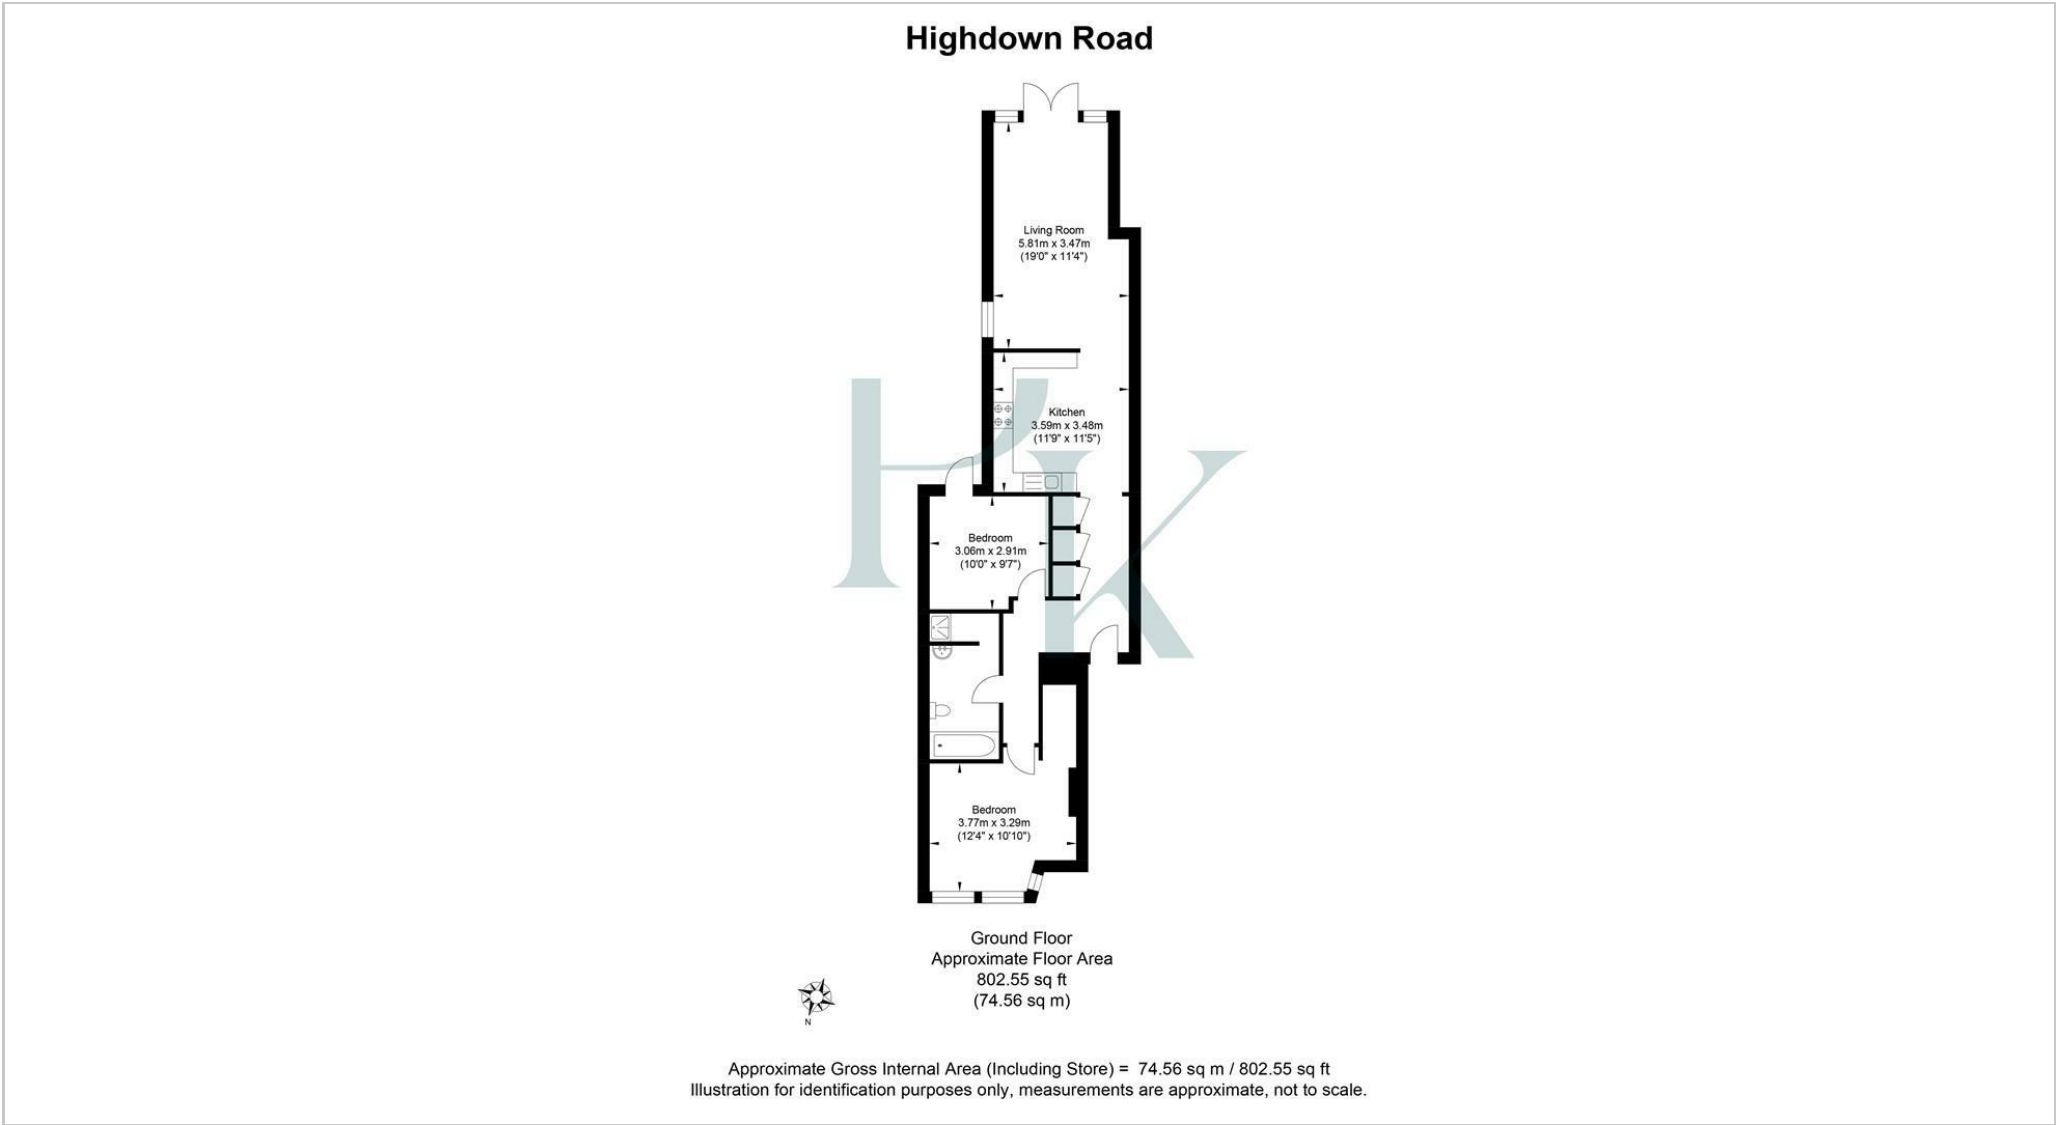 Highdown Road
Living Room
5.81m x 3.47m
(19'0" x 11'4")
Kitchen
3.59m x 3.48m
(11'9" x 11'5")
Bedroom
3.06m x 2.91m
(10'0" x 9'7")
Bedroom
3.77m x 3.29m
(12'4" x 10'10")
Ground Floor
Approximate Floor Area
802.55 sq ft
(74.56 sq m)
N
Approximate Gross Internal Area (Including Store) = 74.56 sq m / 802.55 sq ft
Illustration for identification purposes only, measurements are approximate, not to scale.